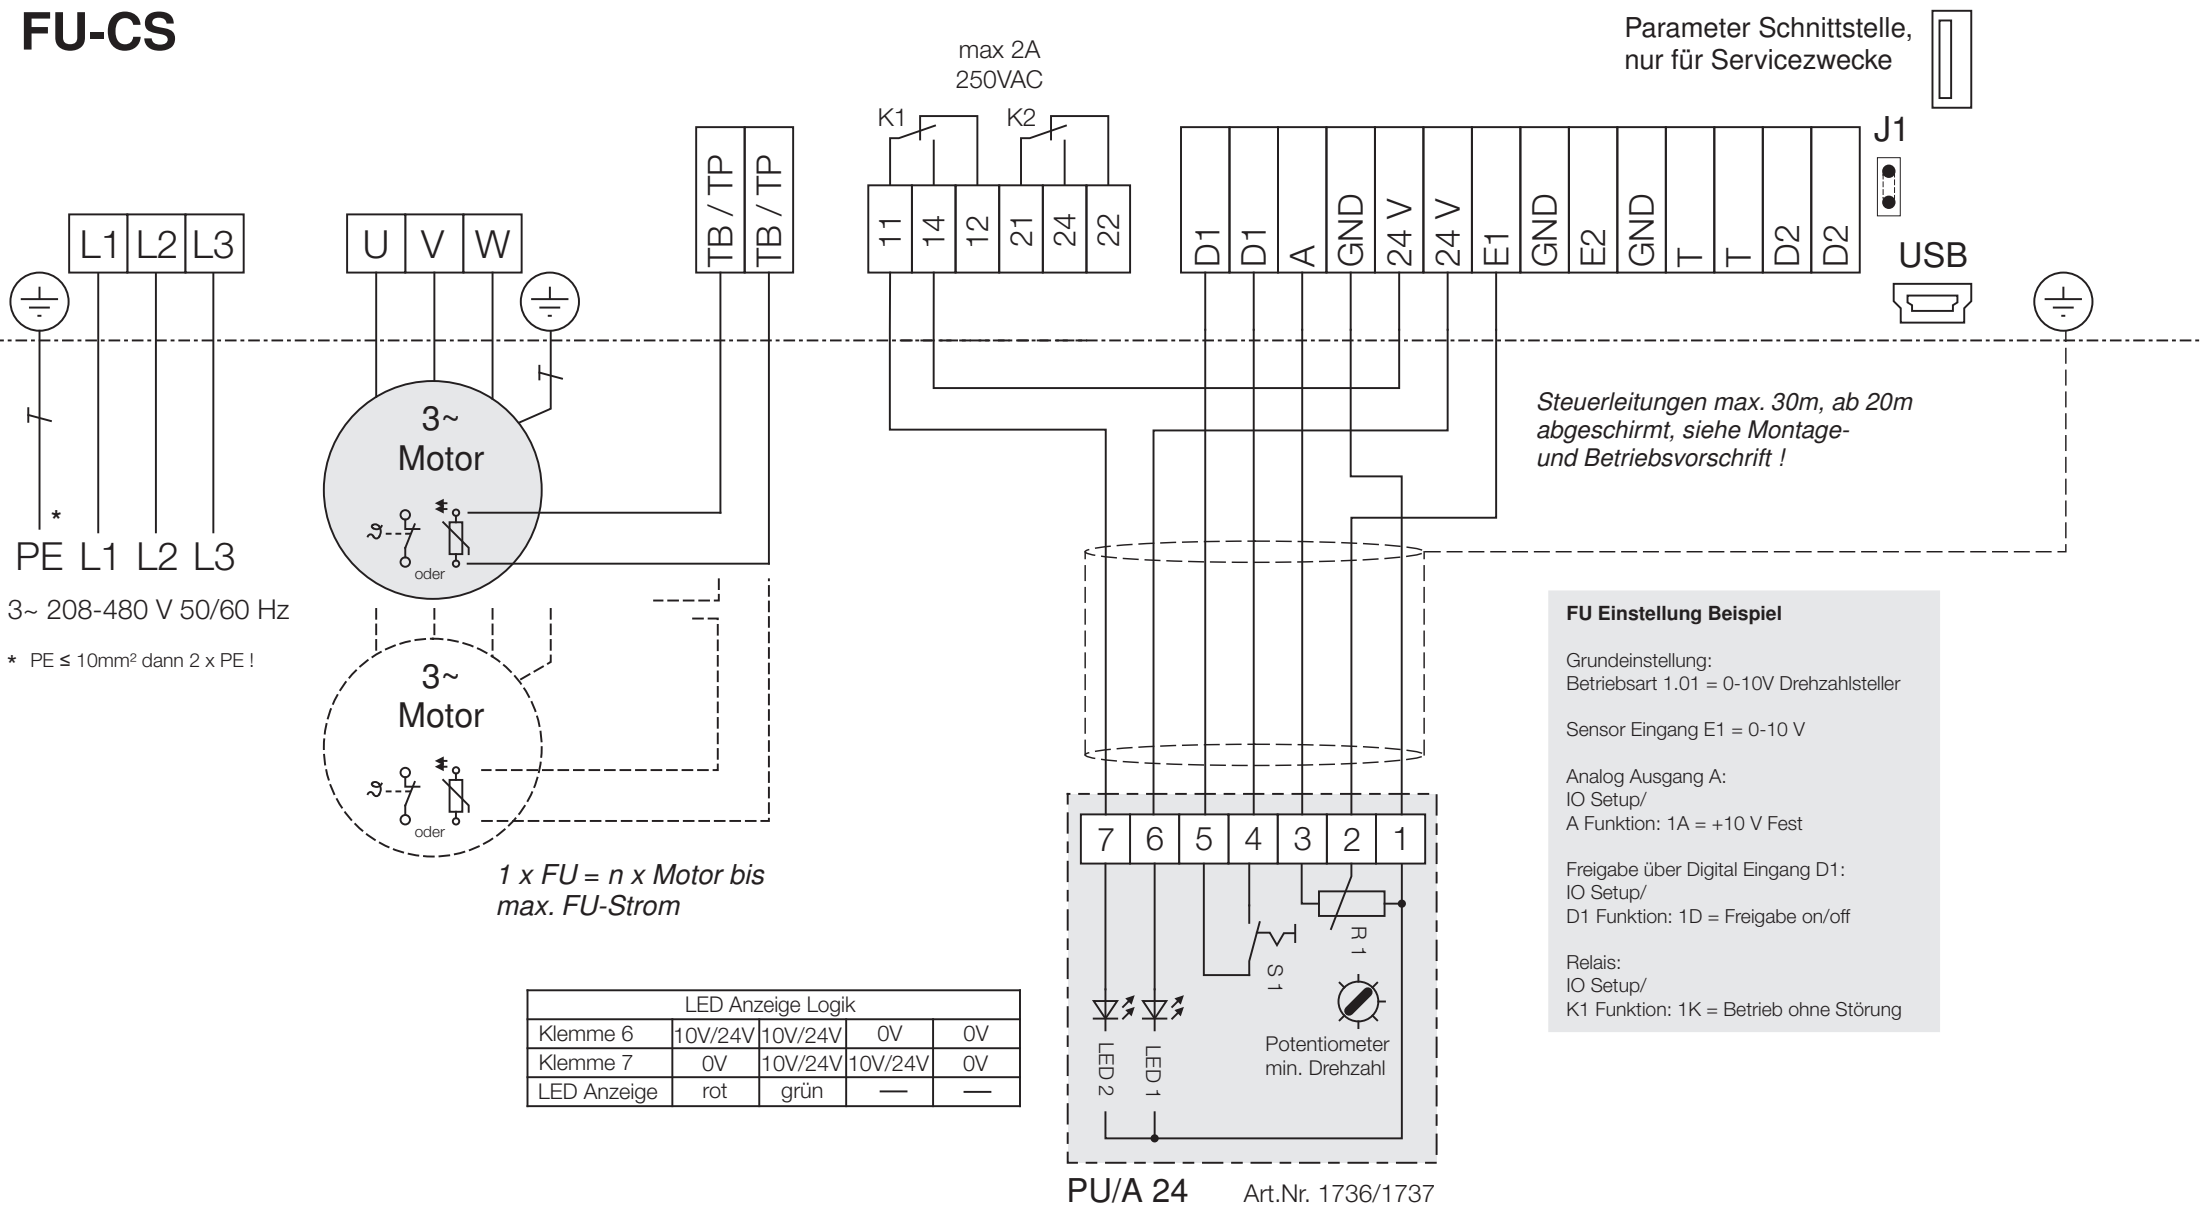 FU-CS
max 2A
250VAC
Parameter Schnittstelle,
nur für Servicezwecke
K1
K2
J1
L1 L2 L3
U V W
TB / TP
TB / TP
11 14 12 21 24 22
D1 D1 A GND 24 V 24 V E1 GND E2 GND T T D2 D2
USB
Steuerleitungen max. 30m, ab 20m
abgeschirmt, siehe Montage-
und Betriebsvorschrift !
3~
Motor
oder
*
PE L1 L2 L3
3~ 208-480 V 50/60 Hz
* PE ≤ 10mm² dann 2 x PE !
3~
Motor
oder
1 x FU = n x Motor bis
max. FU-Strom
FU Einstellung Beispiel
Grundeinstellung:
Betriebsart 1.01 = 0-10V Drehzahlsteller
Sensor Eingang E1 = 0-10 V
Analog Ausgang A:
IO Setup/
A Funktion: 1A = +10 V Fest
Freigabe über Digital Eingang D1:
IO Setup/
D1 Funktion: 1D = Freigabe on/off
Relais:
IO Setup/
K1 Funktion: 1K = Betrieb ohne Störung
7 6 5 4 3 2 1
R 1
S 1
LED 2
LED 1
Potentiometer
min. Drehzahl
LED Anzeige Logik
Klemme 6 10V/24V 10V/24V 0V 0V
Klemme 7 0V 10V/24V 10V/24V 0V
LED Anzeige rot grün — —
PU/A 24
Art.Nr. 1736/1737